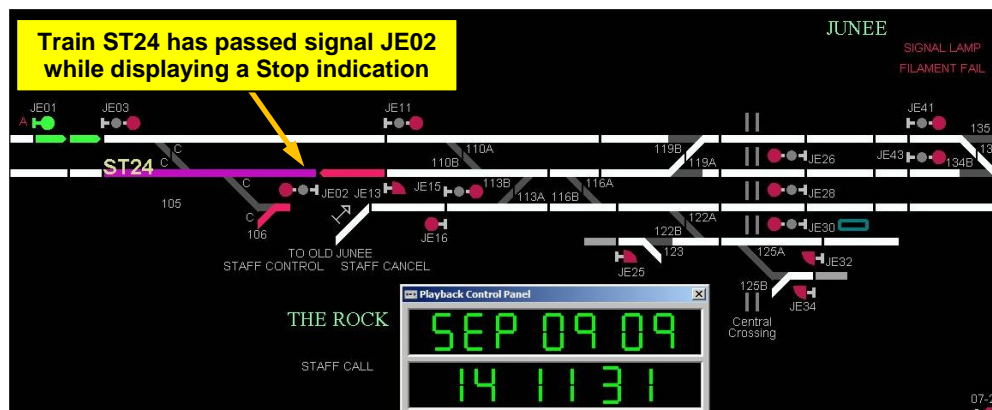 Train ST24 has passed signal JE02
while displaying a Stop indication
JUNEE
SIGNAL LAMP
FILAMENT FAIL
A
JE01
JE03
JE11
JE41
135
C
110A
119B
JE26
JE43
134B
ST24
C
110B
119A
C
JE02
JE13
JE15
113B
116A
JE28
105
113A
116B
C
106
JE16
122A
JE30
TO OLD JUNEE
122B
STAFF CONTROL
STAFF CANCEL
123
125A
JE25
JE32
125B
JE34
Playback Control Panel
THE ROCK
SEP 09 09
Central
Crossing
STAFF CALL
14 11 31